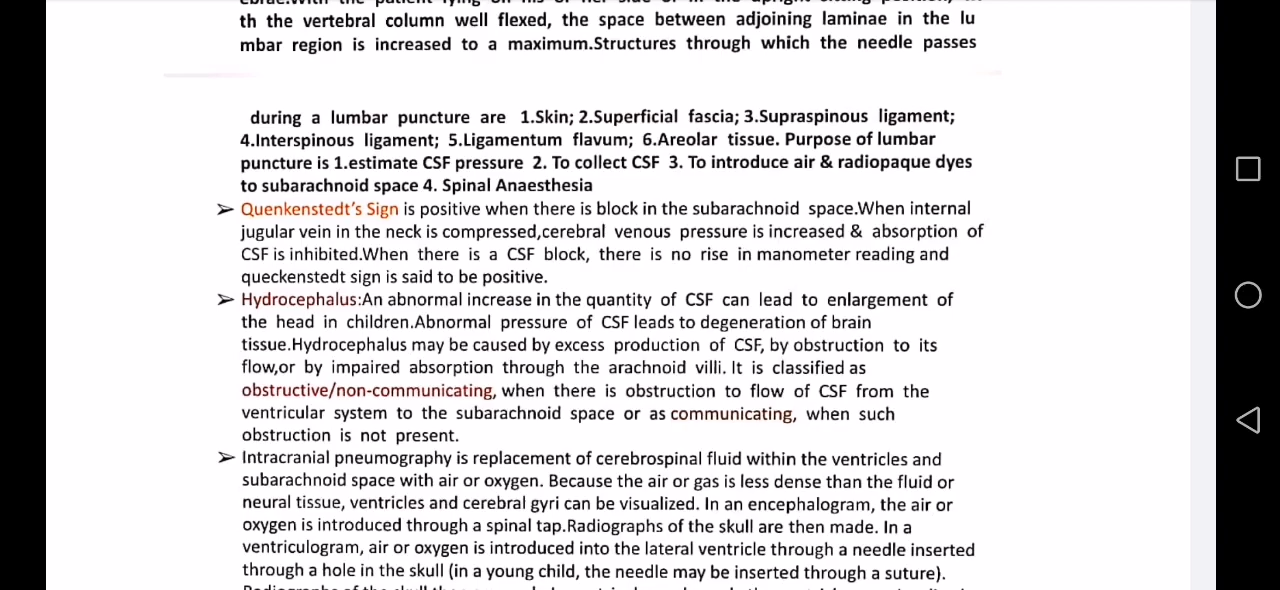 th the vertebral column well flexed, the space between adjoining laminae in the lu
mbar region is increased to a maximum.Structures through which the needle passes
during a lumbar puncture are 1.Skin; 2.Superficial fascia; 3.Supraspinous ligament;
4.Interspinous ligament; 5.Ligamentum flavum; 6.Areolar tissue. Purpose of lumbar
puncture is 1.estimate CSF pressure 2. To collect CSF 3. To introduce air & radiopaque dyes
to subarachnoid space 4. Spinal Anaesthesia
➢ Quenkenstedt's Sign is positive when there is block in the subarachnoid space.When internal
jugular vein in the neck is compressed,cerebral venous pressure is increased & absorption of
CSF is inhibited.When there is a CSF block, there is no rise in manometer reading and
queckenstedt sign is said to be positive.
➢ Hydrocephalus:An abnormal increase in the quantity of CSF can lead to enlargement of
the head in children.Abnormal pressure of CSF leads to degeneration of brain
tissue.Hydrocephalus may be caused by excess production of CSF, by obstruction to its
flow,or by impaired absorption through the arachnoid villi. It is classified as
obstructive/non-communicating, when there is obstruction to flow of CSF from the
ventricular system to the subarachnoid space or as communicating, when such
obstruction is not present.
➢ Intracranial pneumography is replacement of cerebrospinal fluid within the ventricles and
subarachnoid space with air or oxygen. Because the air or gas is less dense than the fluid or
neural tissue, ventricles and cerebral gyri can be visualized. In an encephalogram, the air or
oxygen is introduced through a spinal tap.Radiographs of the skull are then made. In a
ventriculogram, air or oxygen is introduced into the lateral ventricle through a needle inserted
through a hole in the skull (in a young child, the needle may be inserted through a suture).